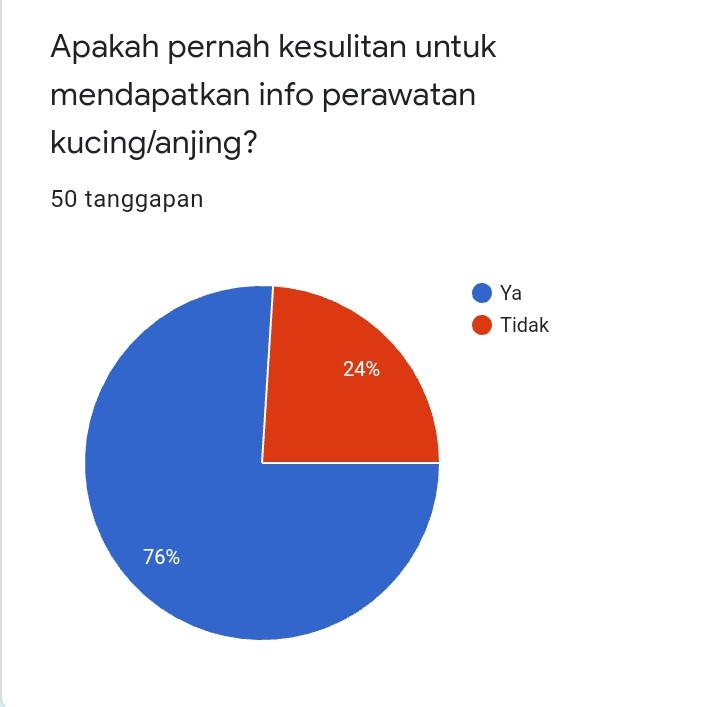 Apakah pernah kesulitan untuk
mendapatkan info perawatan
kucing/anjing?
50 tanggapan
Ya
Tidak
24%
76%